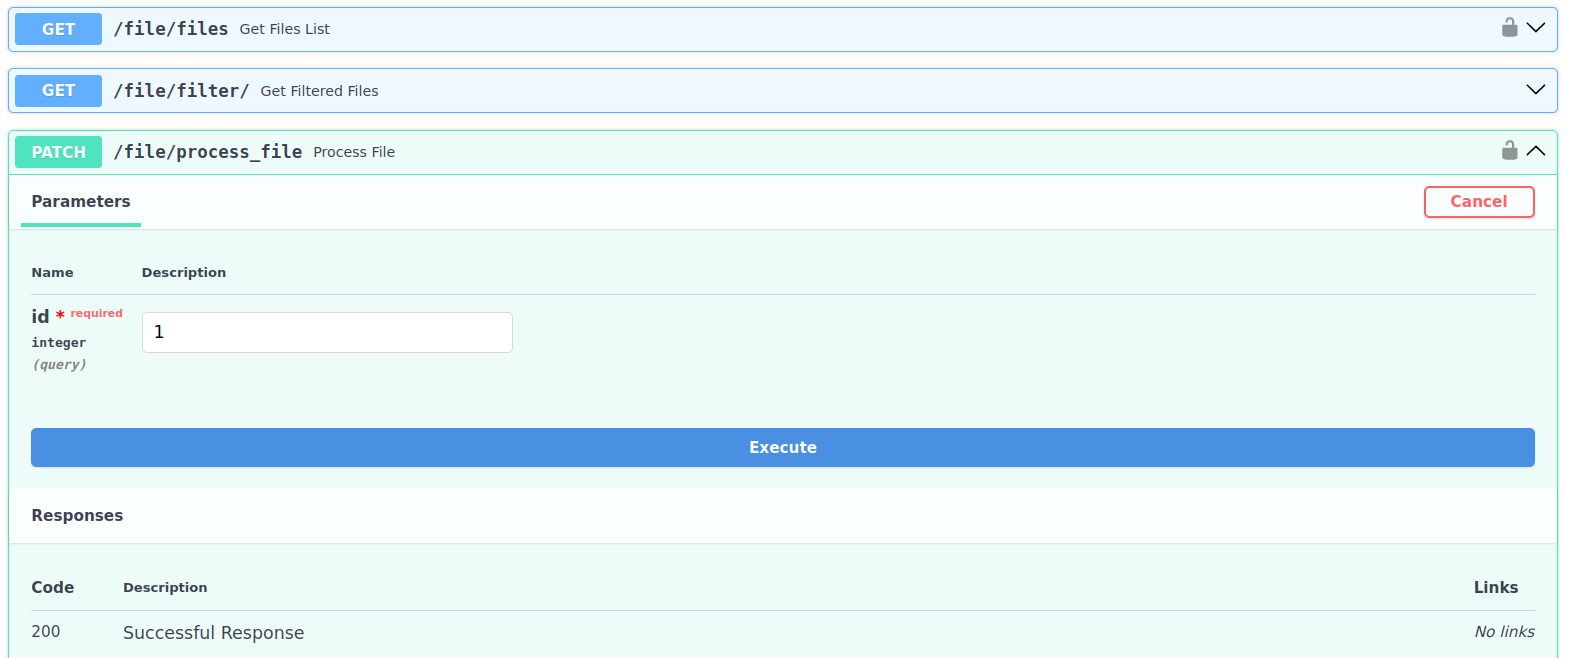 GET /file/files Get Files List
GET /file/filter/ Get Filtered Files
PATCH /file/process_file Process File
Parameters Cancel
Name Description
id * required 1
integer
(query)
Execute
Responses
Code Description Links
200 Successful Response No links